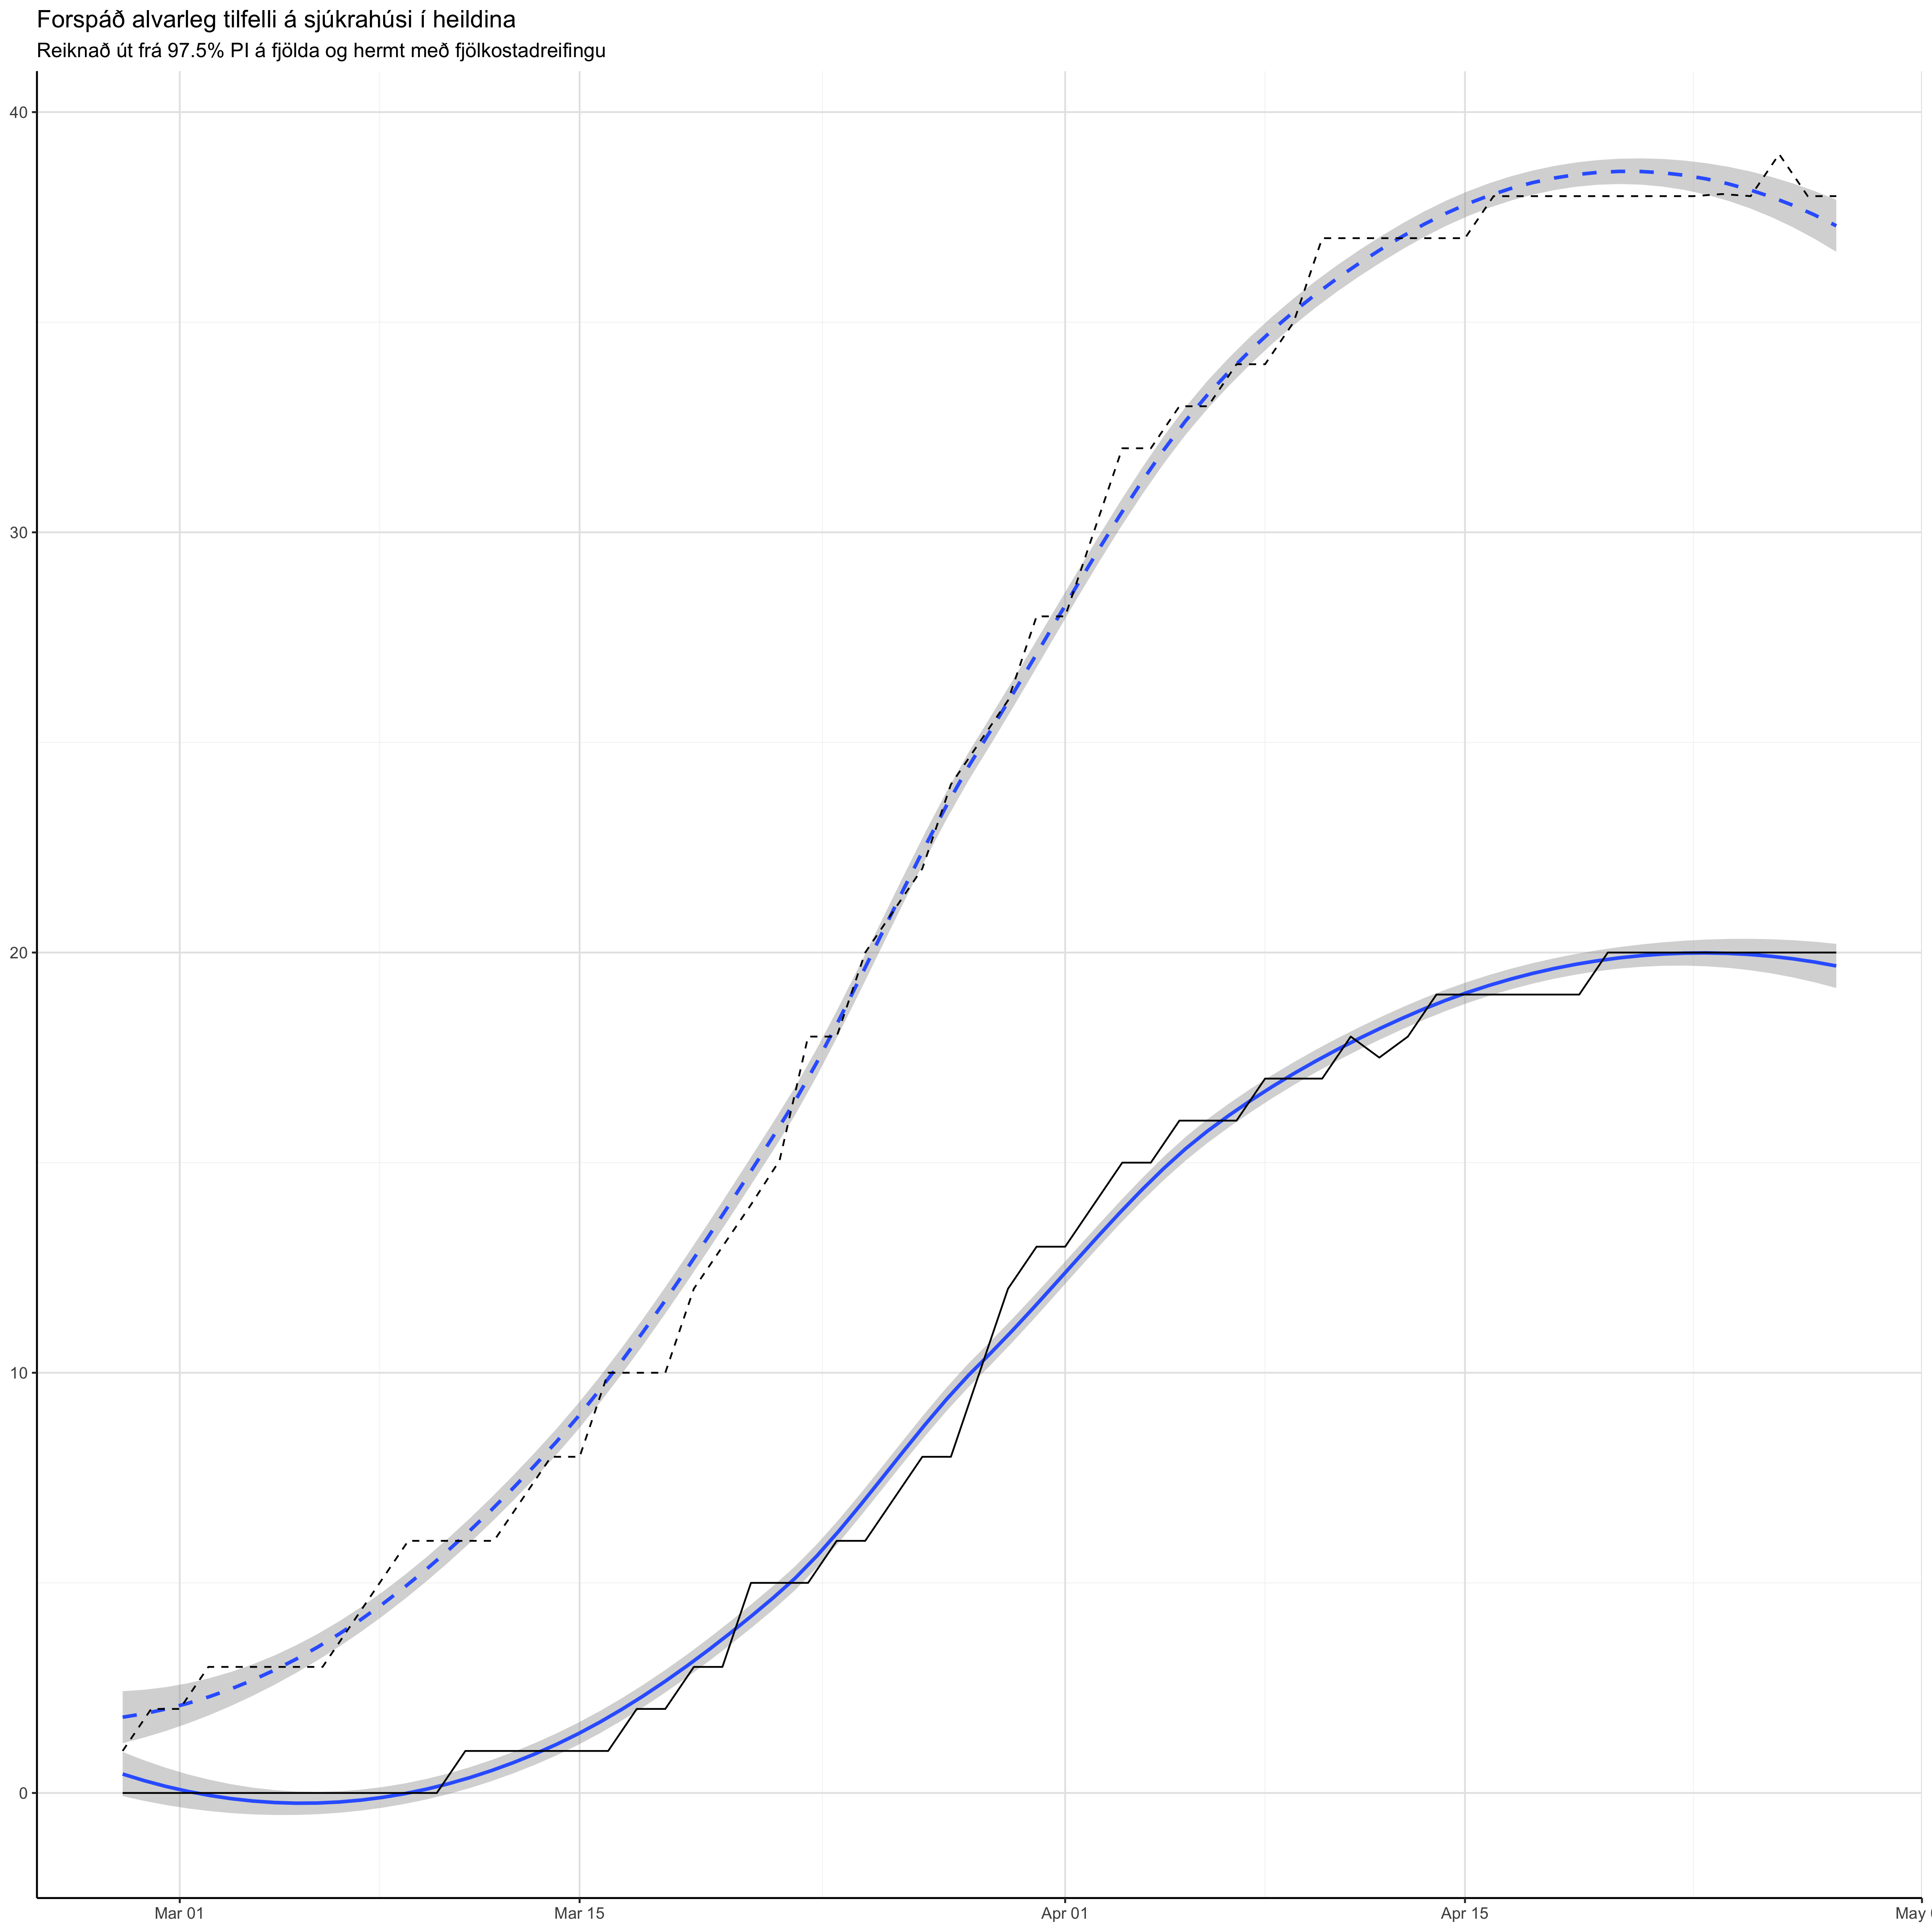 Forspáð alvarleg tilfelli á sjúkrahúsi í heildina
Reiknað út frá 97.5% PI á fjölda og hermt með fjölkostadreifingu
40
30
20
10
0
Mar 01 Mar 15 Apr 01 Apr 15 May